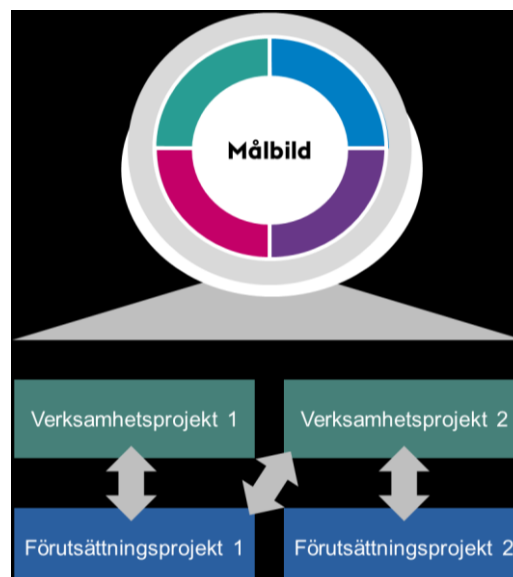 Målbild
Verksamhetsprojekt 1
Verksamhetsprojekt 2
Förutsättningsprojekt 1
Förutsättningsprojekt 2